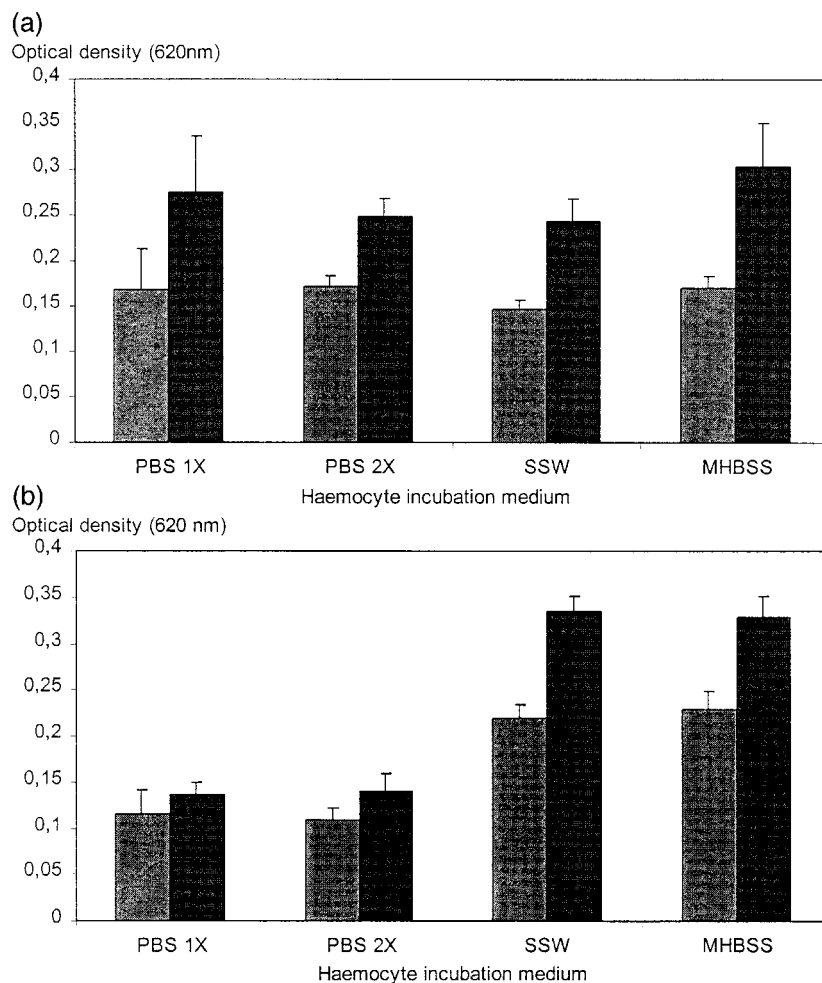 (a)
Optical density (620nm)
0,4
0,35
0,3
0,25
0,2
0,15
0,1
0,05
0
PBS 1X PBS 2X SSW MHBSS
Haemocyte incubation medium
(b)
Optical density (620 nm)
0,4
0,35
0,3
0,25
0,2
0,15
0,1
0,05
0
PBS 1X PBS 2X SSW MHBSS
Haemocyte incubation medium